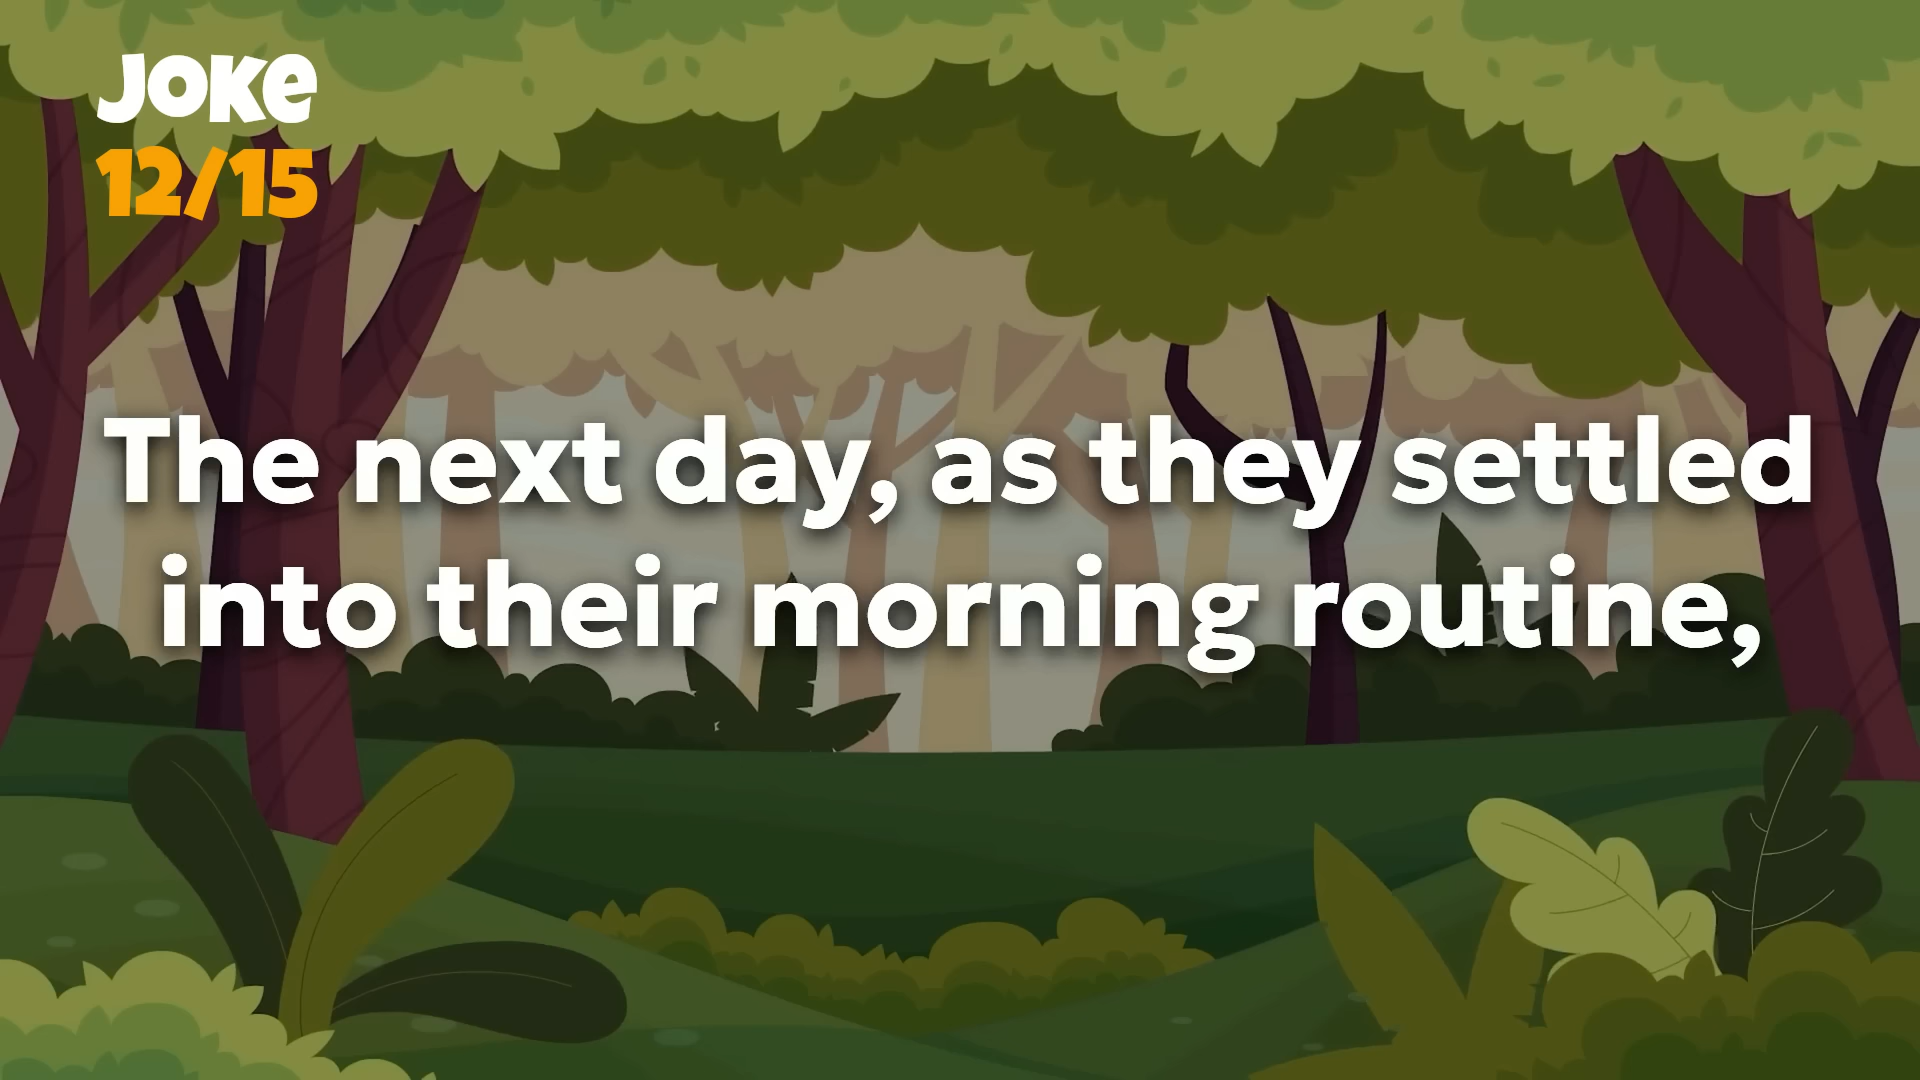 JOKe
12/15
The next day, as they settled
into their morning routine,